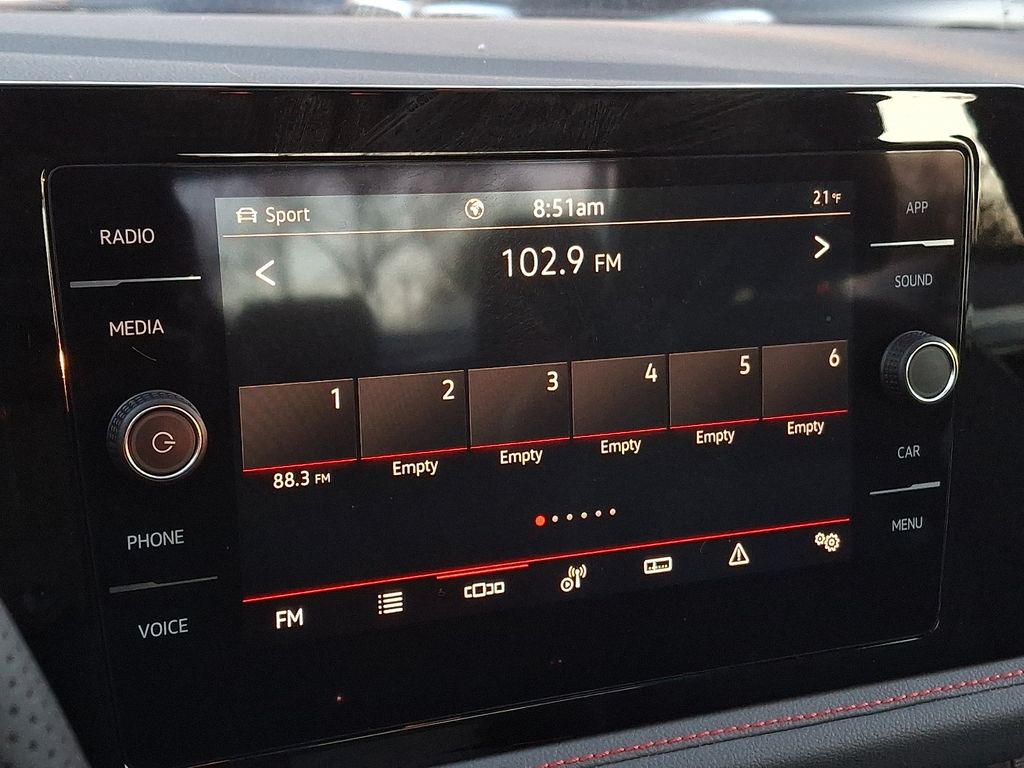 RADIO
MEDIA
PHONE
VOICE
Sport
8:51am
21°F
102.9 FM
1 2 3 4 5 6
88.3 FM Empty Empty Empty Empty Empty
FM
APP
SOUND
CAR
MENU